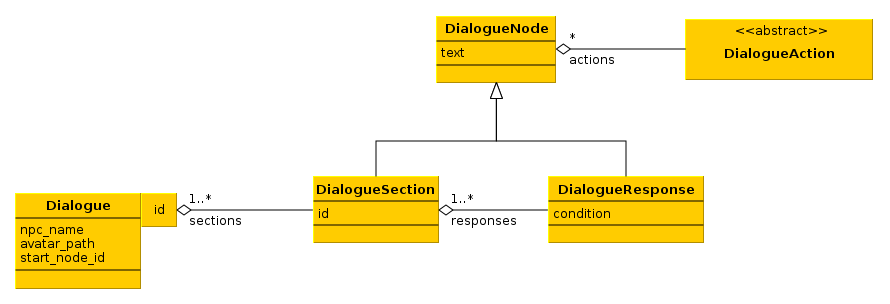 DialogueNode
text
*
actions
<<abstract>>
DialogueAction
Dialogue
npc_name
avatar_path
start_node_id
id
1..*
sections
DialogueSection
id
1..*
responses
DialogueResponse
condition